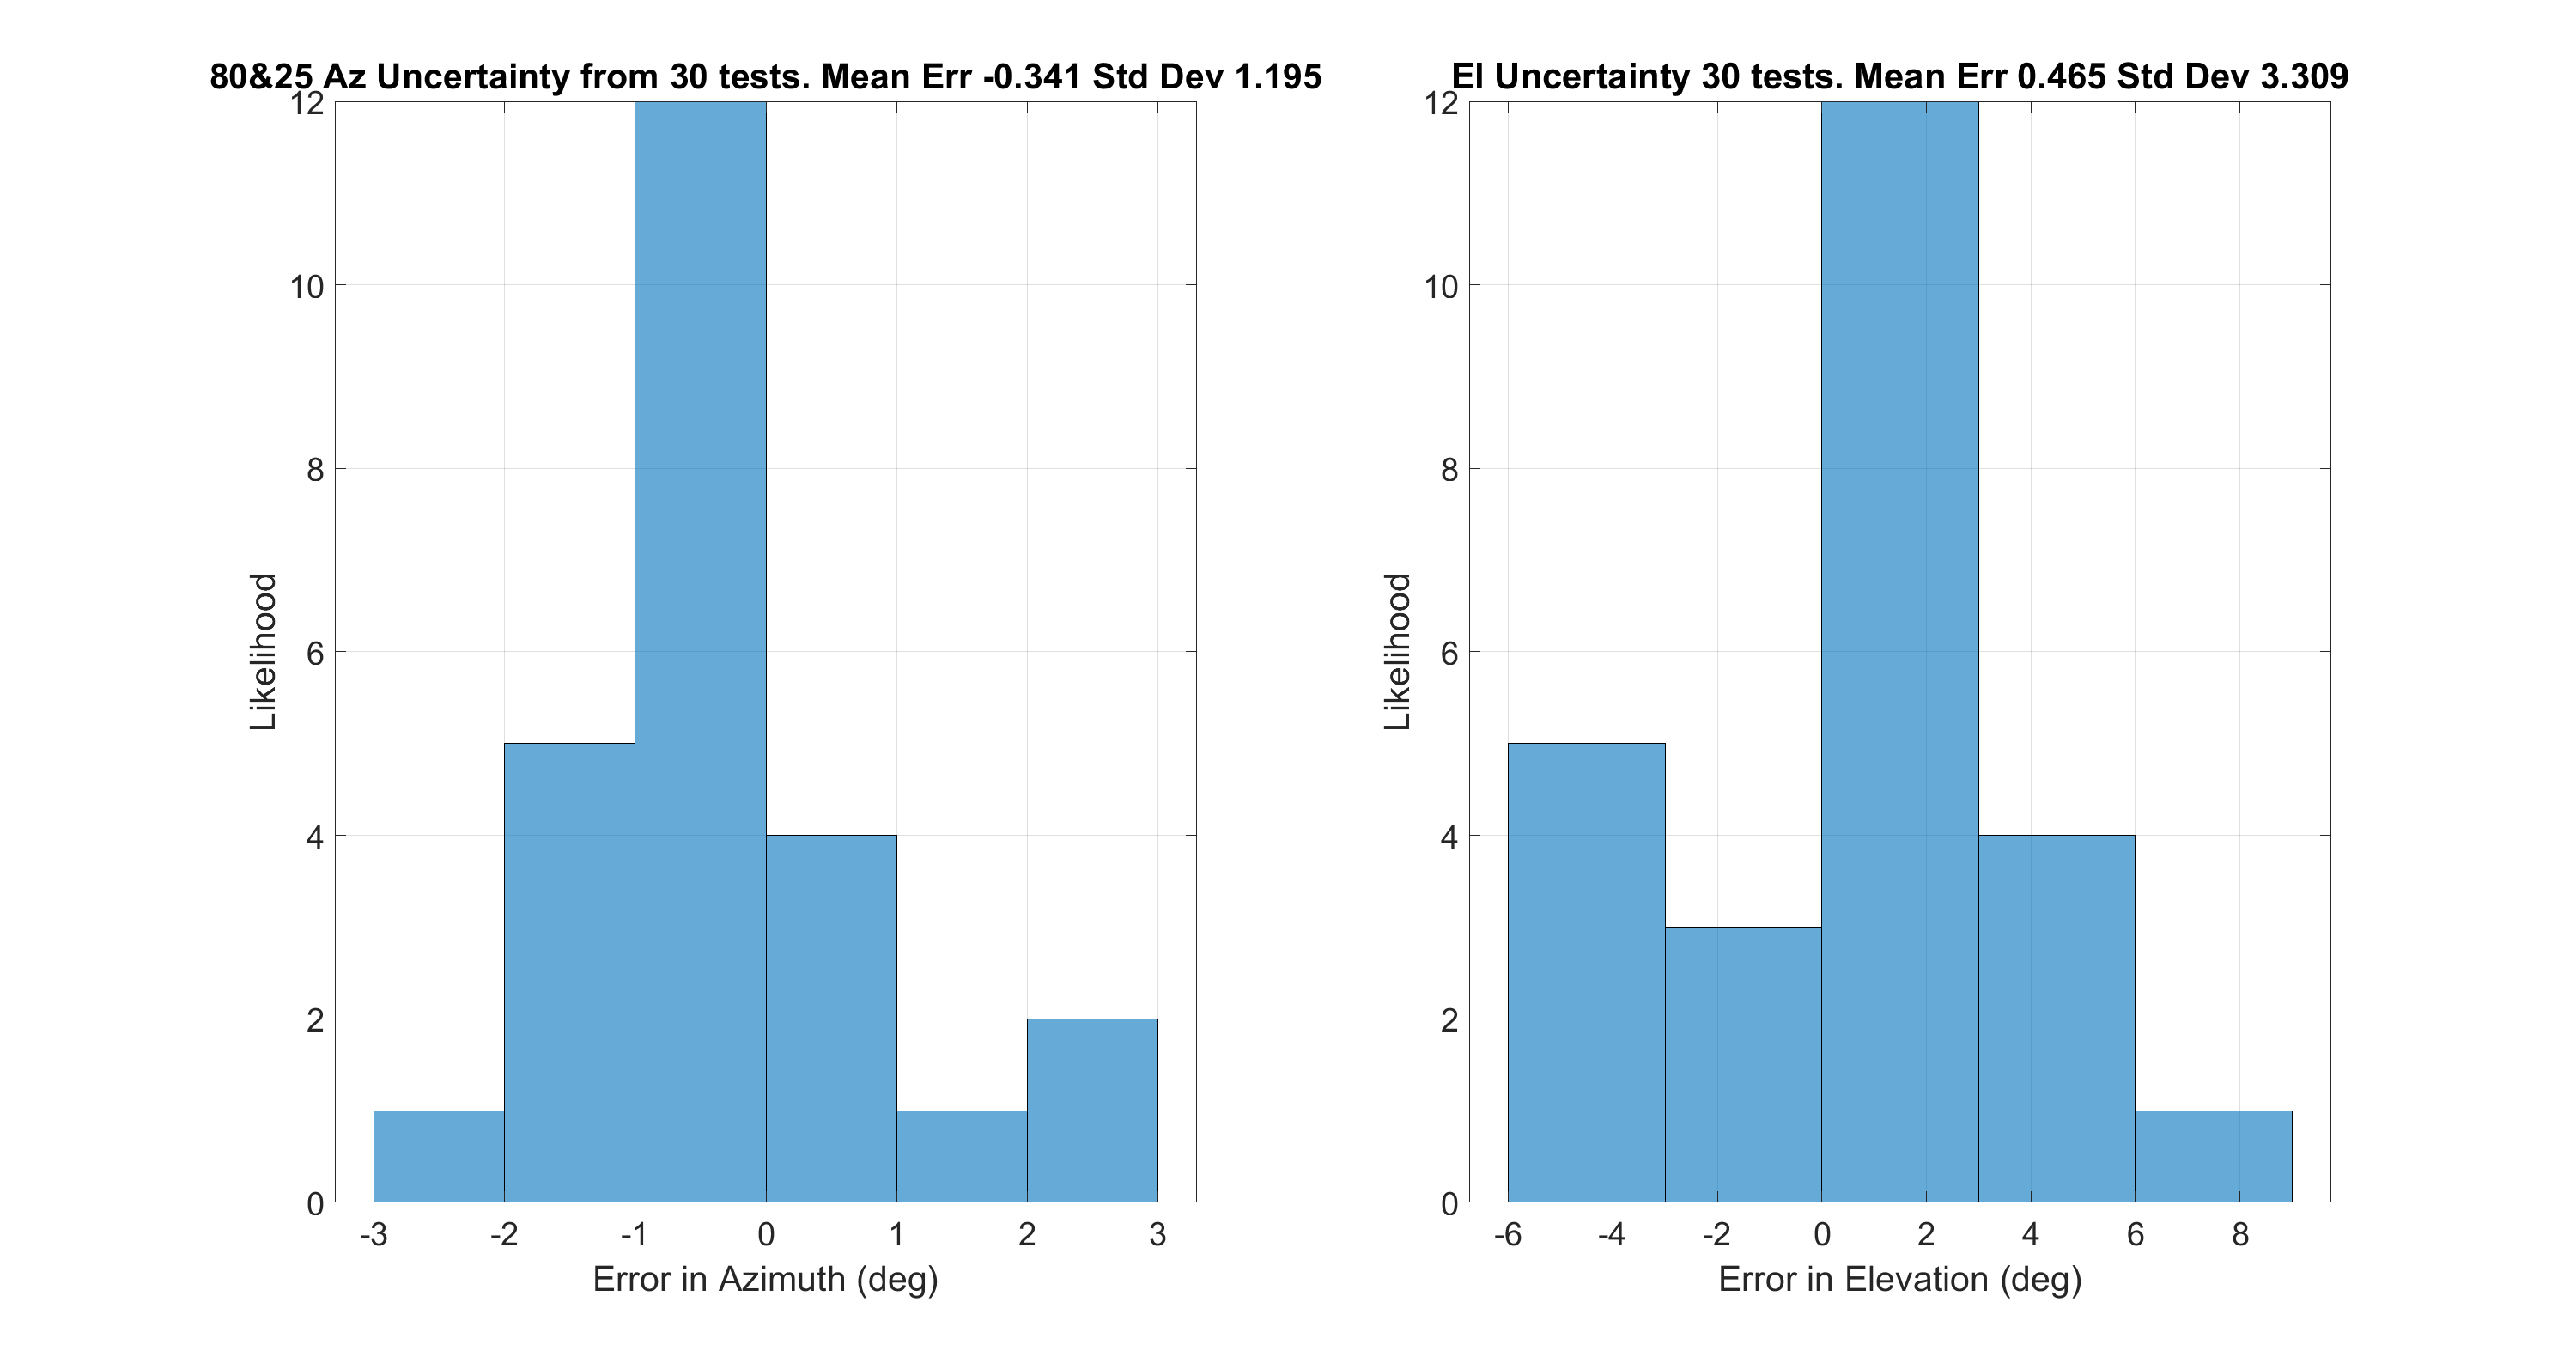 80&25 Az Uncertainty from 30 tests. Mean Err -0.341 Std Dev 1.195
12
10
8
6
4
2
0
Likelihood
-3 -2 -1 0 1 2 3
Error in Azimuth (deg)
El Uncertainty 30 tests. Mean Err 0.465 Std Dev 3.309
12
10
8
6
4
2
0
Likelihood
-6 -4 -2 0 2 4 6 8
Error in Elevation (deg)